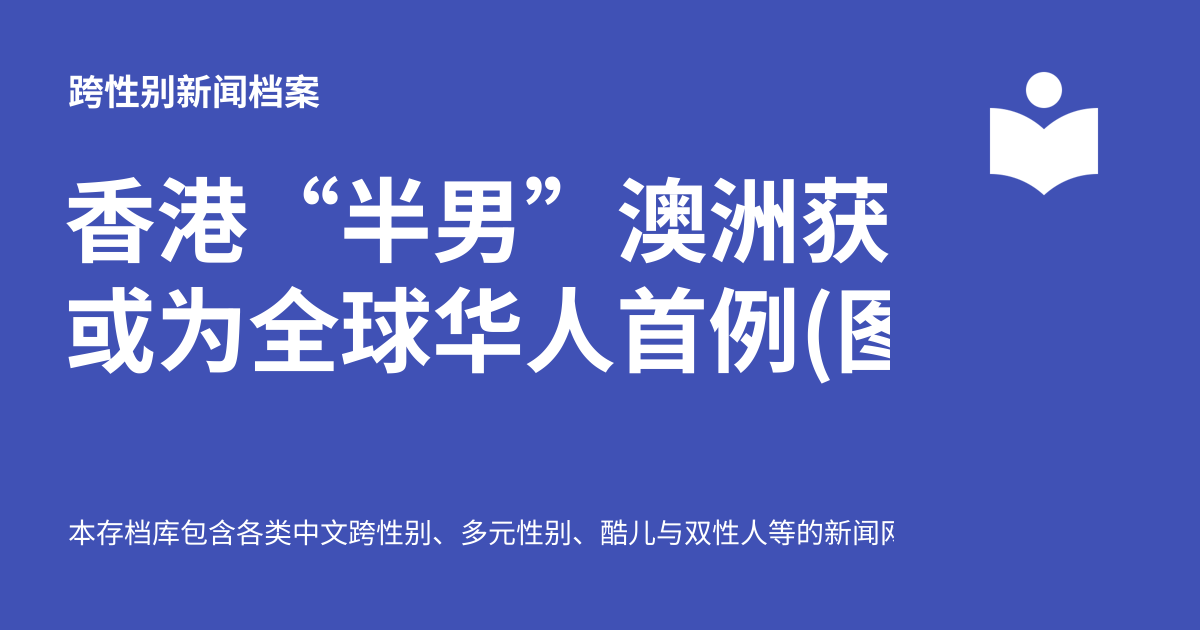 跨性别新闻档案
香港“半男”澳洲获
或为全球华人首例(图
本存档库包含各类中文跨性别、多元性别、酷儿与双性人等的新闻网